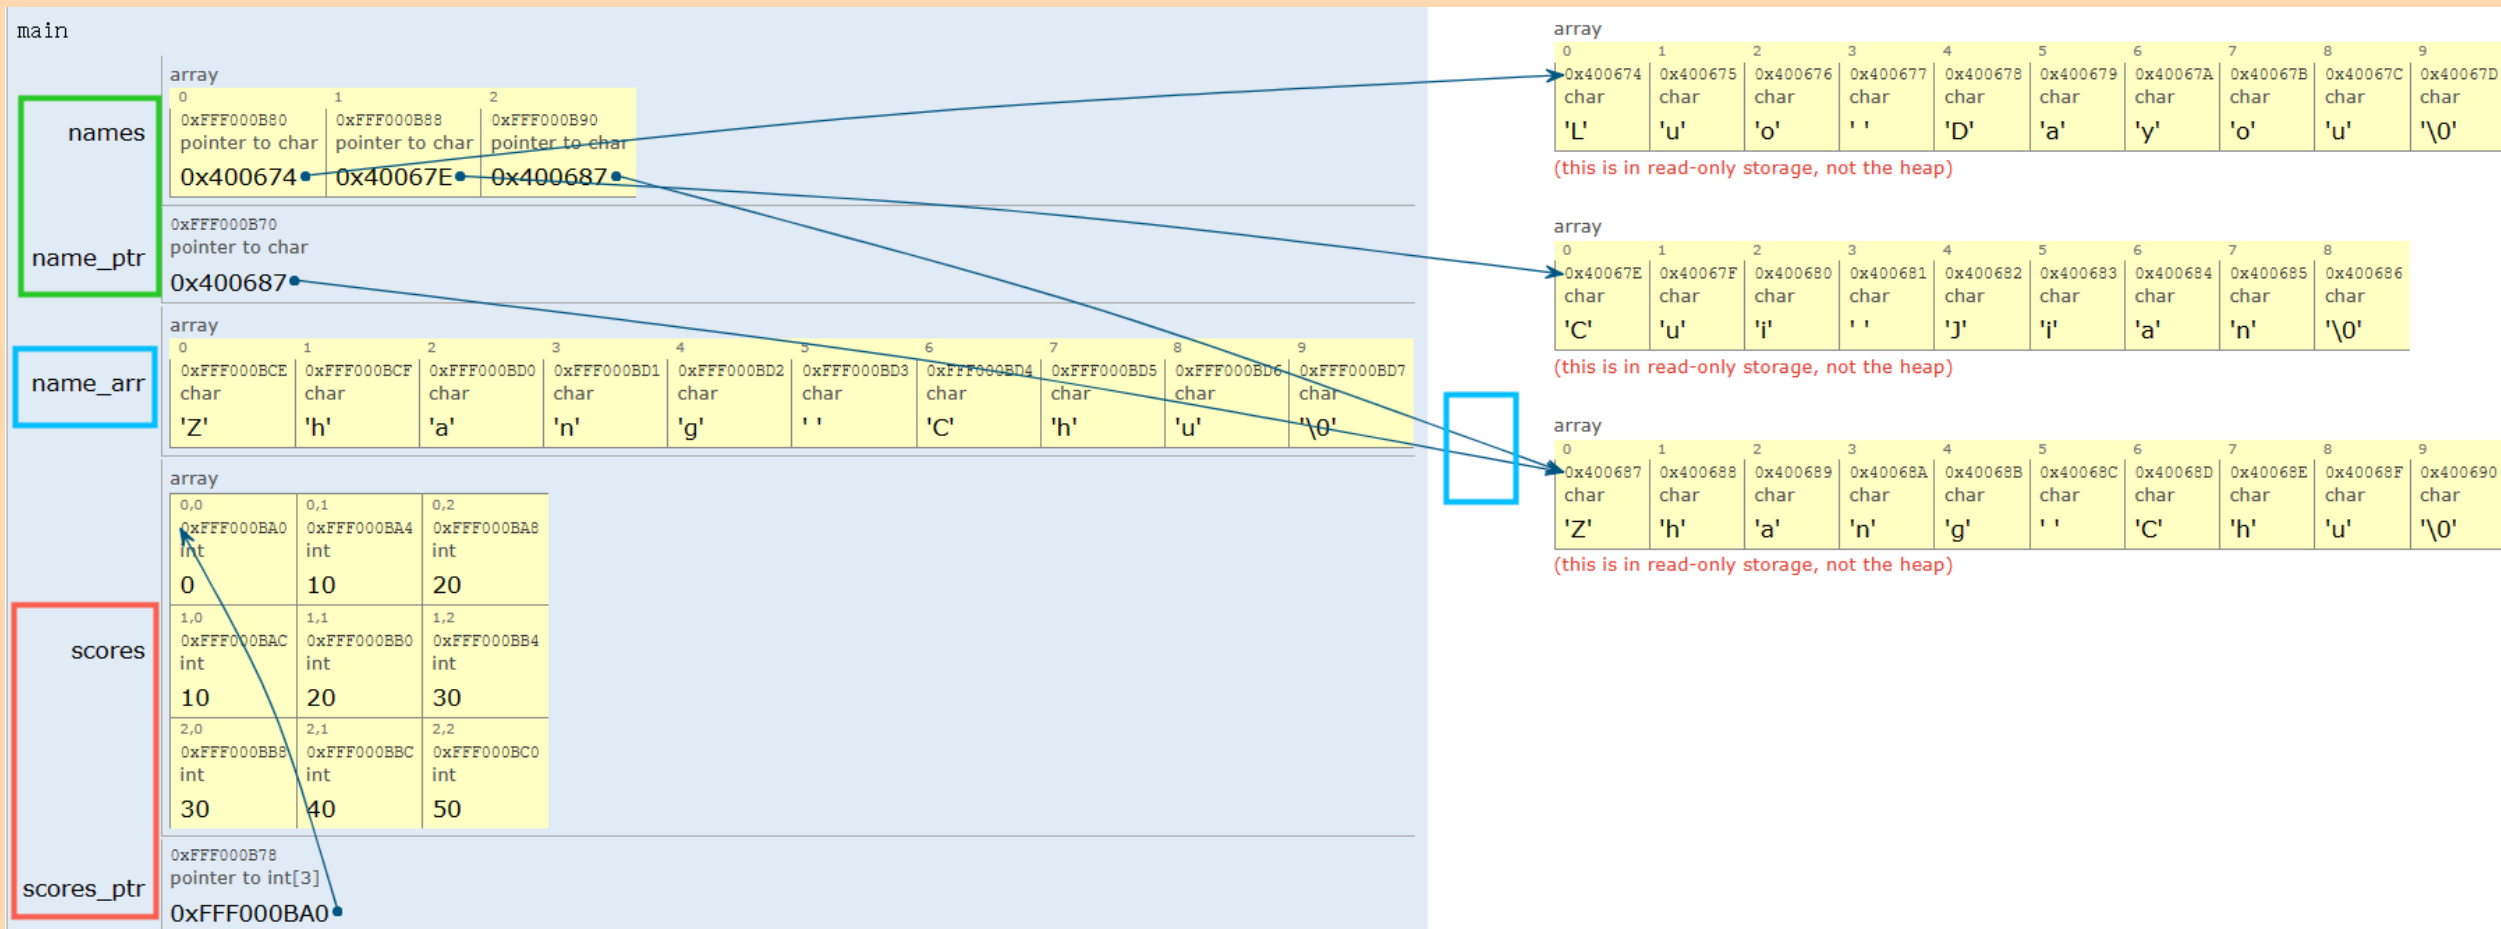 main
array
0 1 2
names
0xFFF000B80 0xFFF000B88 0xFFF000B90
pointer to char pointer to char pointer to char
0x400674 0x40067E 0x400687
name_ptr
0xFFF000B70
pointer to char
0x400687
name_arr
array
0 1 2 3 4 5 6 7 8 9
0xFFF000BCE 0xFFF000BCF 0xFFF000BD0 0xFFF000BD1 0xFFF000BD2 0xFFF000BD3 0xFFF000BD4 0xFFF000BD5 0xFFF000BD6 0xFFF000BD7
char char char char char char char char char char
'Z' 'h' 'a' 'n' 'g' ' ' 'C' 'h' 'u' '\0'
scores
array
0,0 0,1 0,2
0xFFF000BA0 0xFFF000BA4 0xFFF000BA8
int int int
0 10 20
1,0 1,1 1,2
0xFFF000BAC 0xFFF000BB0 0xFFF000BB4
int int int
10 20 30
2,0 2,1 2,2
0xFFF000BB8 0xFFF000BBC 0xFFF000BC0
int int int
30 40 50
scores_ptr
0xFFF000B78
pointer to int[3]
0xFFF000BA0
array
0 1 2 3 4 5 6 7 8 9
0x400674 0x400675 0x400676 0x400677 0x400678 0x400679 0x40067A 0x40067B 0x40067C 0x40067D
char char char char char char char char char char
'L' 'u' 'o' ' ' 'D' 'a' 'y' 'o' 'u' '\0'
(this is in read-only storage, not the heap)
array
0 1 2 3 4 5 6 7 8
0x40067E 0x40067F 0x400680 0x400681 0x400682 0x400683 0x400684 0x400685 0x400686
char char char char char char char char char
'C' 'u' 'i' ' ' 'J' 'i' 'a' 'n' '\0'
(this is in read-only storage, not the heap)
array
0 1 2 3 4 5 6 7 8 9
0x400687 0x400688 0x400689 0x40068A 0x40068B 0x40068C 0x40068D 0x40068E 0x40068F 0x400690
char char char char char char char char char char
'Z' 'h' 'a' 'n' 'g' ' ' 'C' 'h' 'u' '\0'
(this is in read-only storage, not the heap)